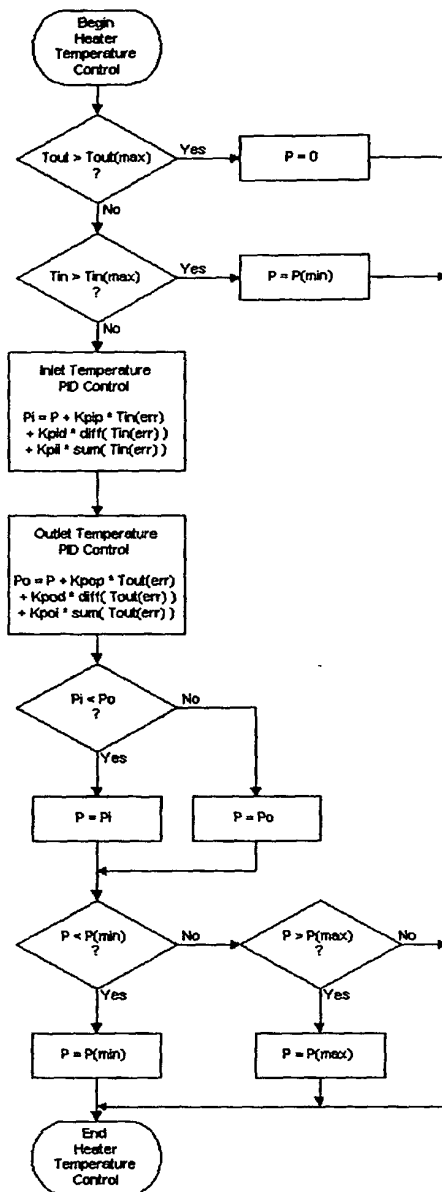 Begin
Heater
Temperature
Control
Tout > Tout(max)
?
Yes
P = 0
No
Tin > Tin(max)
?
Yes
P = P(min)
No
Inlet Temperature
PID Control
Pi = P + Kpip * Tin(err)
+ Kpid * diff( Tin(err) )
+ Kpii * sum( Tin(err) )
Outlet Temperature
PID Control
Po = P + Kpop * Tout(err)
+ Kpod * diff( Tout(err) )
+ Kpoi * sum( Tout(err) )
Pi < Po
?
No
Yes
P = Pi
P = Po
P < P(min)
?
No
P > P(max)
?
No
Yes
Yes
P = P(min)
P = P(max)
End
Heater
Temperature
Control